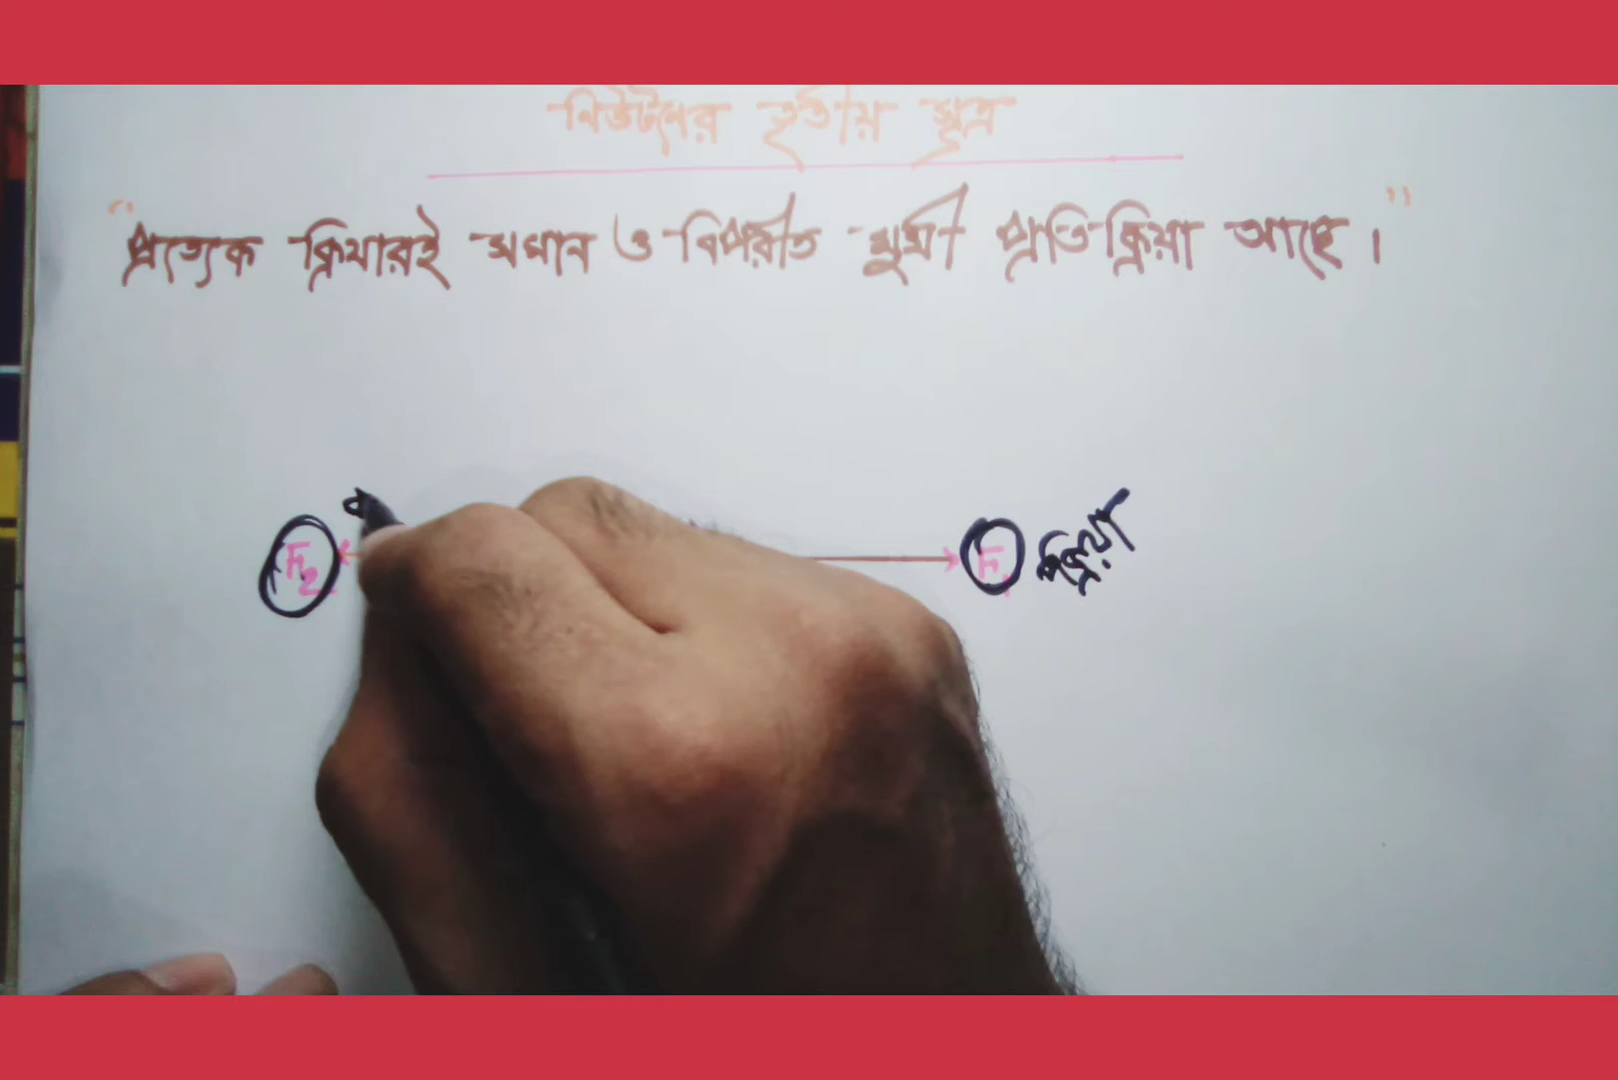 নিউটনের তৃতীয় সূত্র
"প্রত্যেক ক্রিয়ারই সমান ও বিপরীত মুখী প্রতিক্রিয়া আছে।"
F₂ F₁ ক্রিয়া